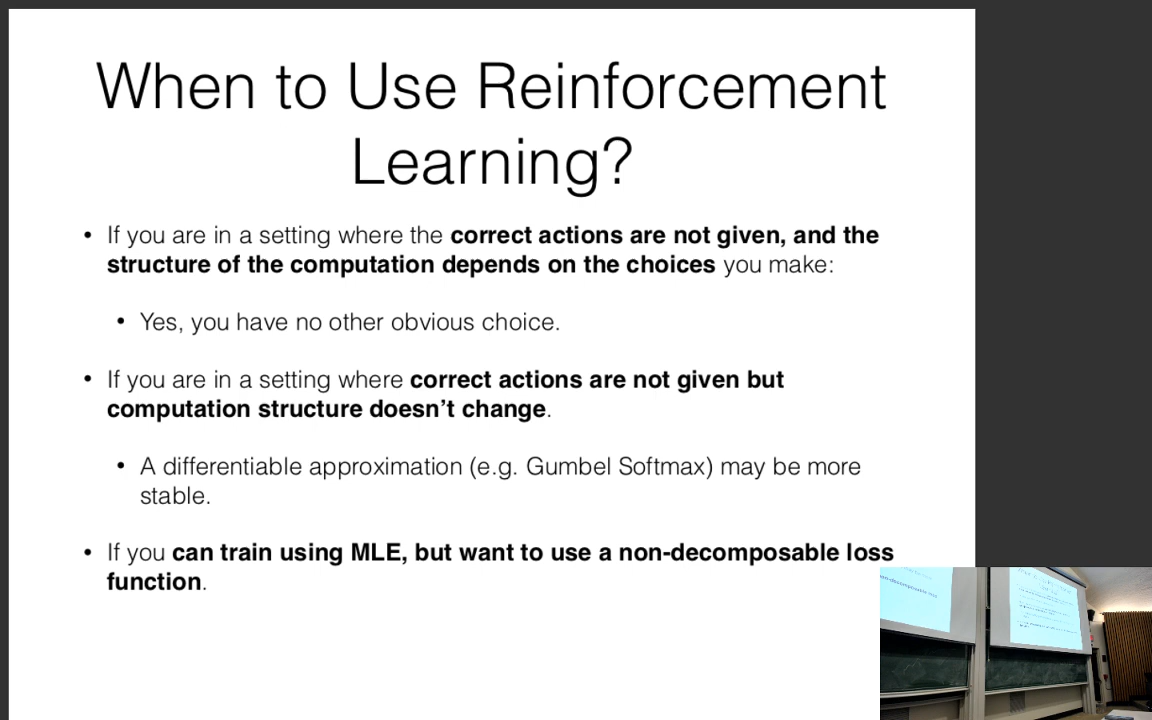 When to Use Reinforcement
Learning?
• If you are in a setting where the correct actions are not given, and the
structure of the computation depends on the choices you make:
• Yes, you have no other obvious choice.
• If you are in a setting where correct actions are not given but
computation structure doesn’t change.
• A differentiable approximation (e.g. Gumbel Softmax) may be more
stable.
• If you can train using MLE, but want to use a non-decomposable loss
function.